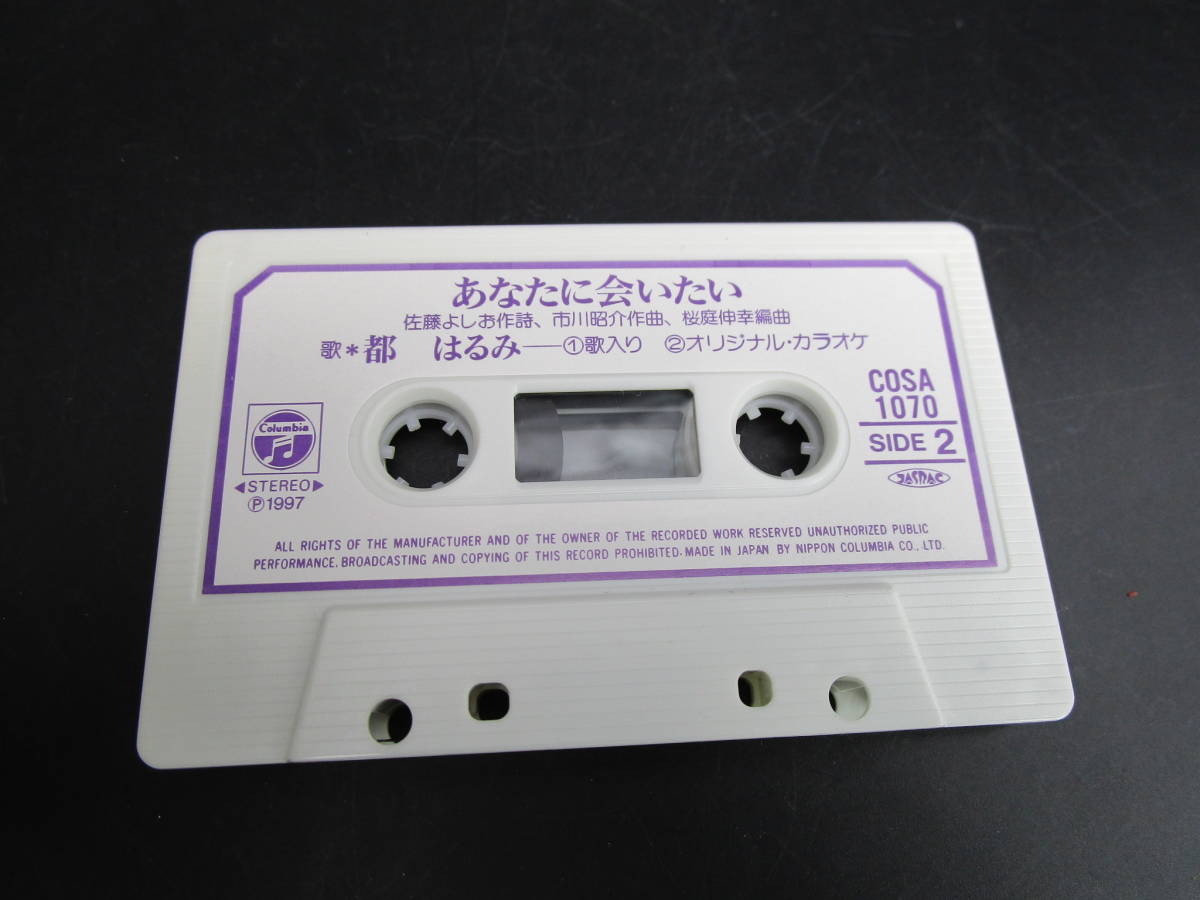 あなたに会いたい
佐藤よしお作詩、市川昭介作曲、桜庭伸幸編曲
歌*都 はるみ——①歌入り ②オリジナル・カラオケ
COSA
1070
SIDE 2
JASRAC
Columbia
◀STEREO▶
Ⓟ1997
ALL RIGHTS OF THE MANUFACTURER AND OF THE OWNER OF THE RECORDED WORK RESERVED UNAUTHORIZED PUBLIC
PERFORMANCE. BROADCASTING AND COPYING OF THIS RECORD PROHIBITED. MADE IN JAPAN BY NIPPON COLUMBIA CO., LTD.